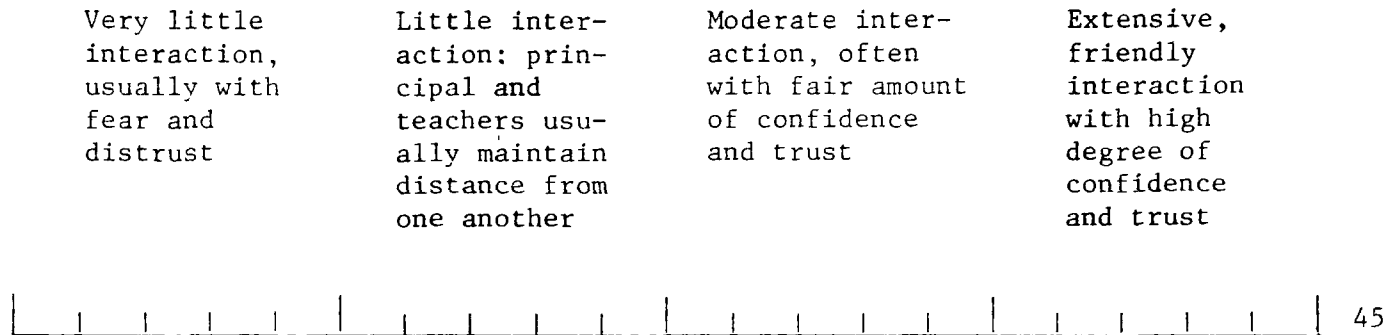 Very little
interaction,
usually with
fear and
distrust
Little inter-
action: prin-
cipal and
teachers usu-
ally maintain
distance from
one another
Moderate inter-
action, often
with fair amount
of confidence
and trust
Extensive,
friendly
interaction
with high
degree of
confidence
and trust
45